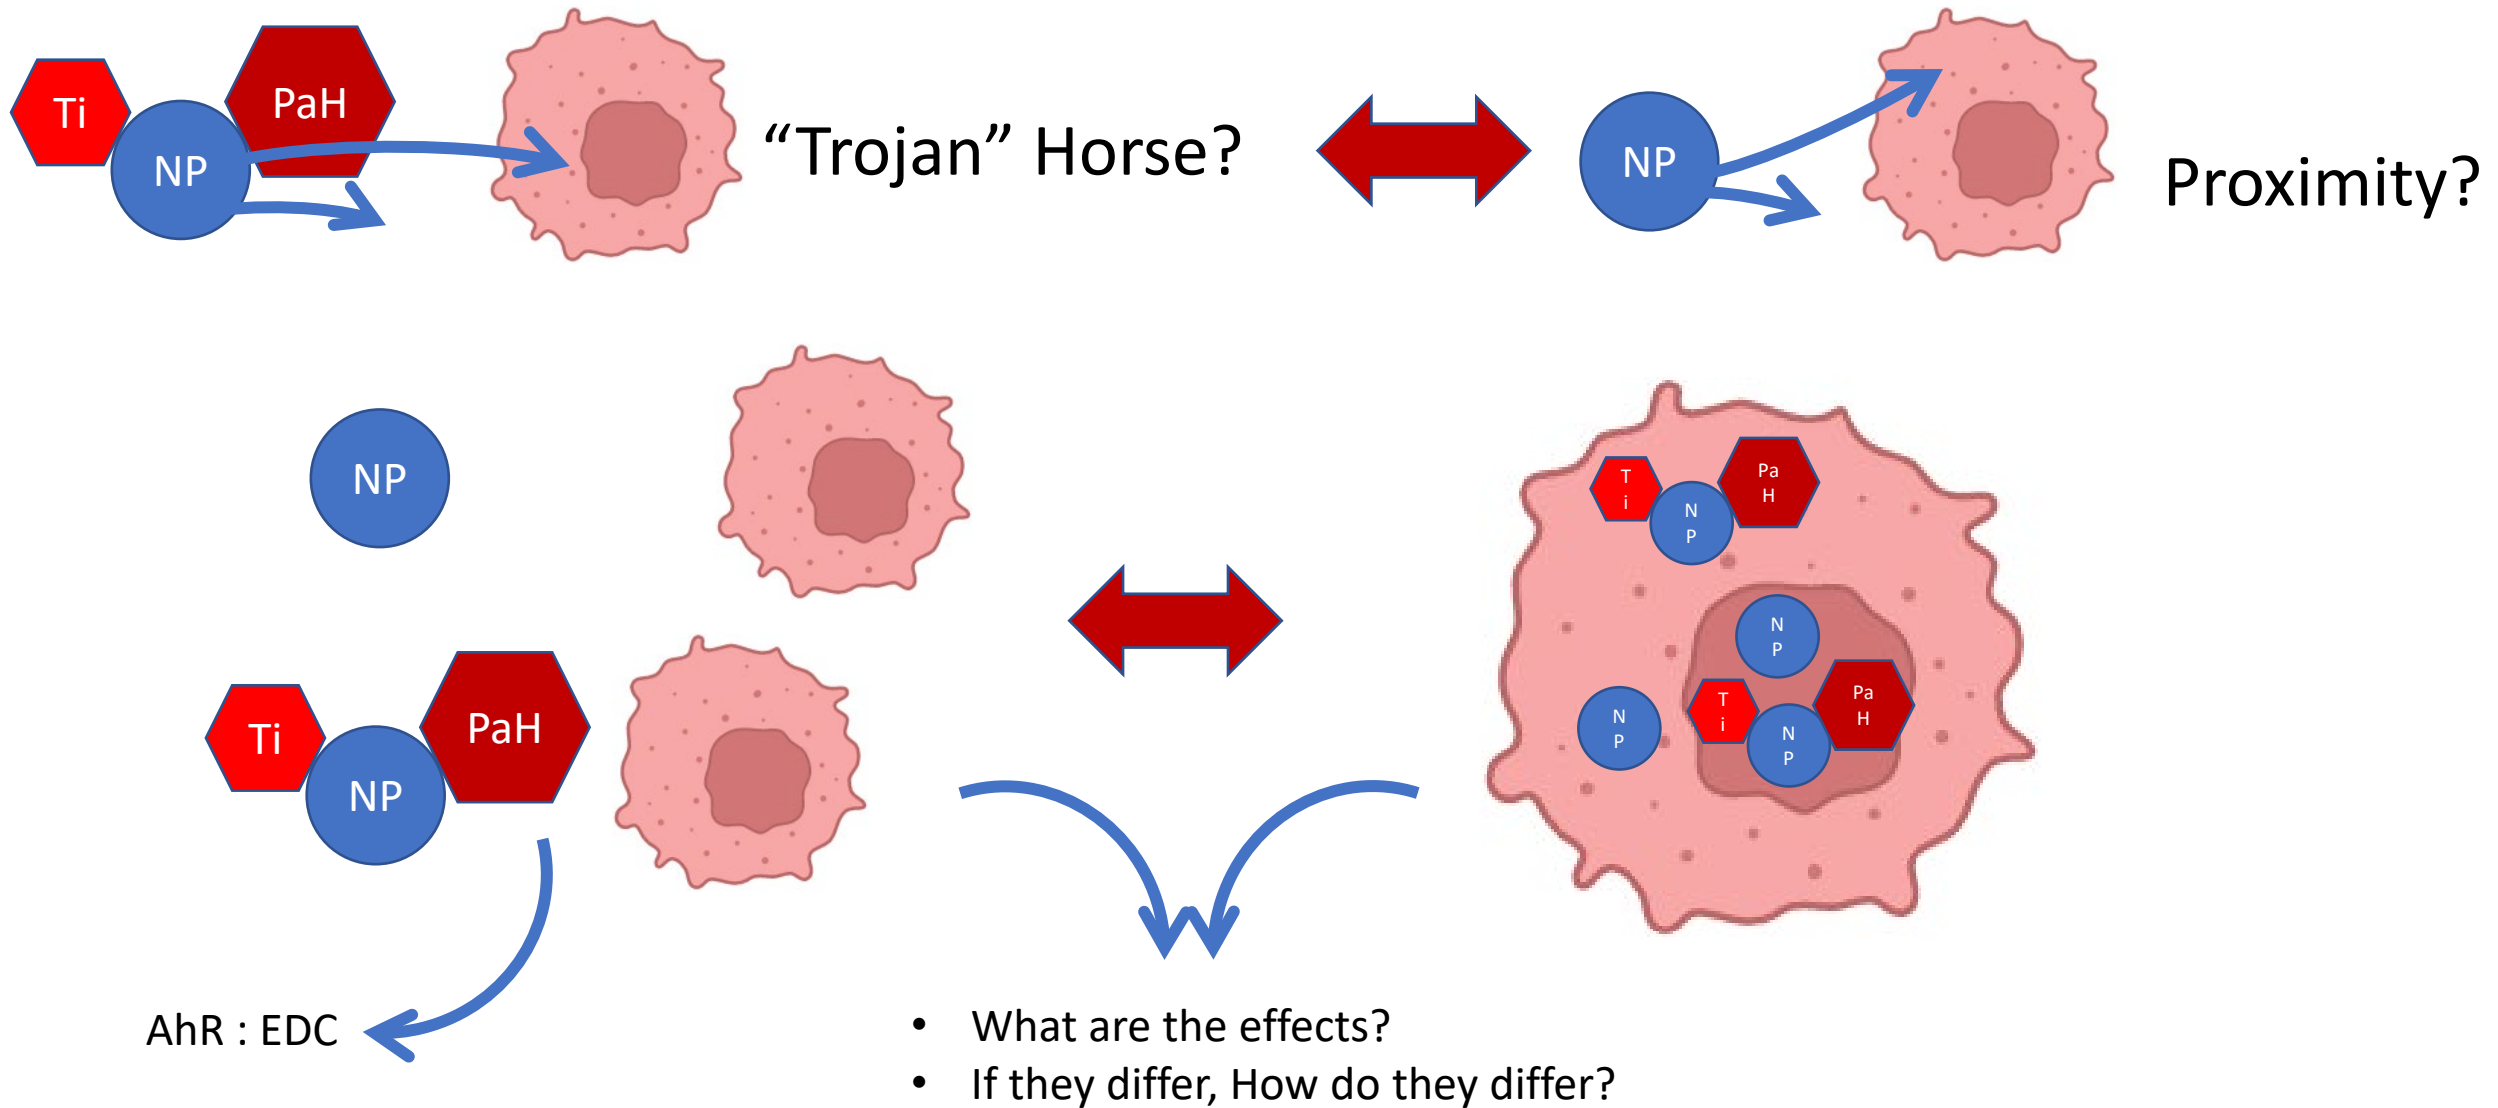 Ti
PaH
NP
“Trojan” Horse?
NP
Proximity?
NP
T
i
Pa
H
N
P
N
P
T
i
Pa
H
N
P
N
P
Ti
PaH
NP
AhR : EDC
• What are the effects?
• If they differ, How do they differ?